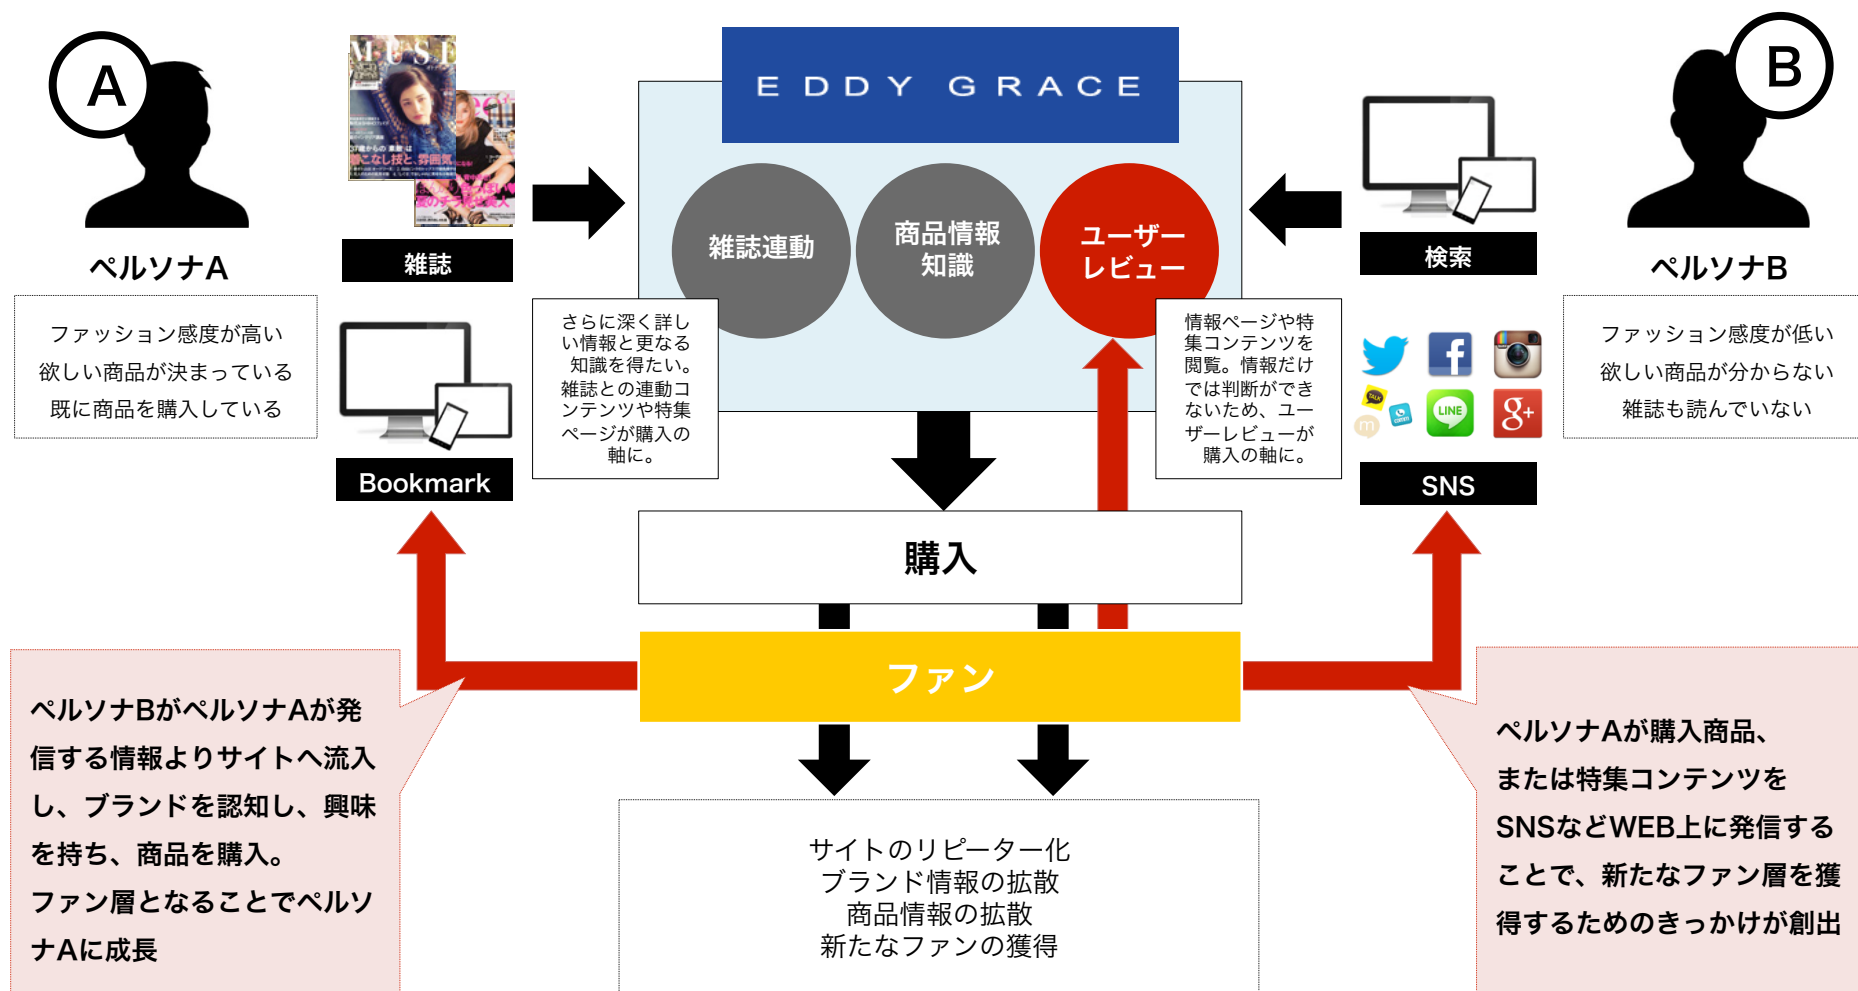 A
ペルソナA
ファッション感度が高い
欲しい商品が決まっている
既に商品を購入している
MUSE
着こなし技と、雰囲気
雑誌
Bookmark
EDDY GRACE
雑誌連動
商品情報
知識
ユーザー
レビュー
さらに深く詳し
い情報と更なる
知識を得たい。
雑誌との連動コ
ンテンツや特集
ページが購入の
軸に。
情報ページや特
集コンテンツを
閲覧。情報だけ
では判断ができ
ないため、ユー
ザーレビューが
購入の軸に。
検索
LINE
g+
SNS
B
ペルソナB
ファッション感度が低い
欲しい商品が分からない
雑誌も読んでいない
購入
ファン
ペルソナBがペルソナAが発
信する情報よりサイトへ流入
し、ブランドを認知し、興味
を持ち、商品を購入。
ファン層となることでペルソ
ナAに成長
サイトのリピーター化
ブランド情報の拡散
商品情報の拡散
新たなファンの獲得
ペルソナAが購入商品、
または特集コンテンツを
SNSなどWEB上に発信する
ことで、新たなファン層を獲
得するためのきっかけが創出